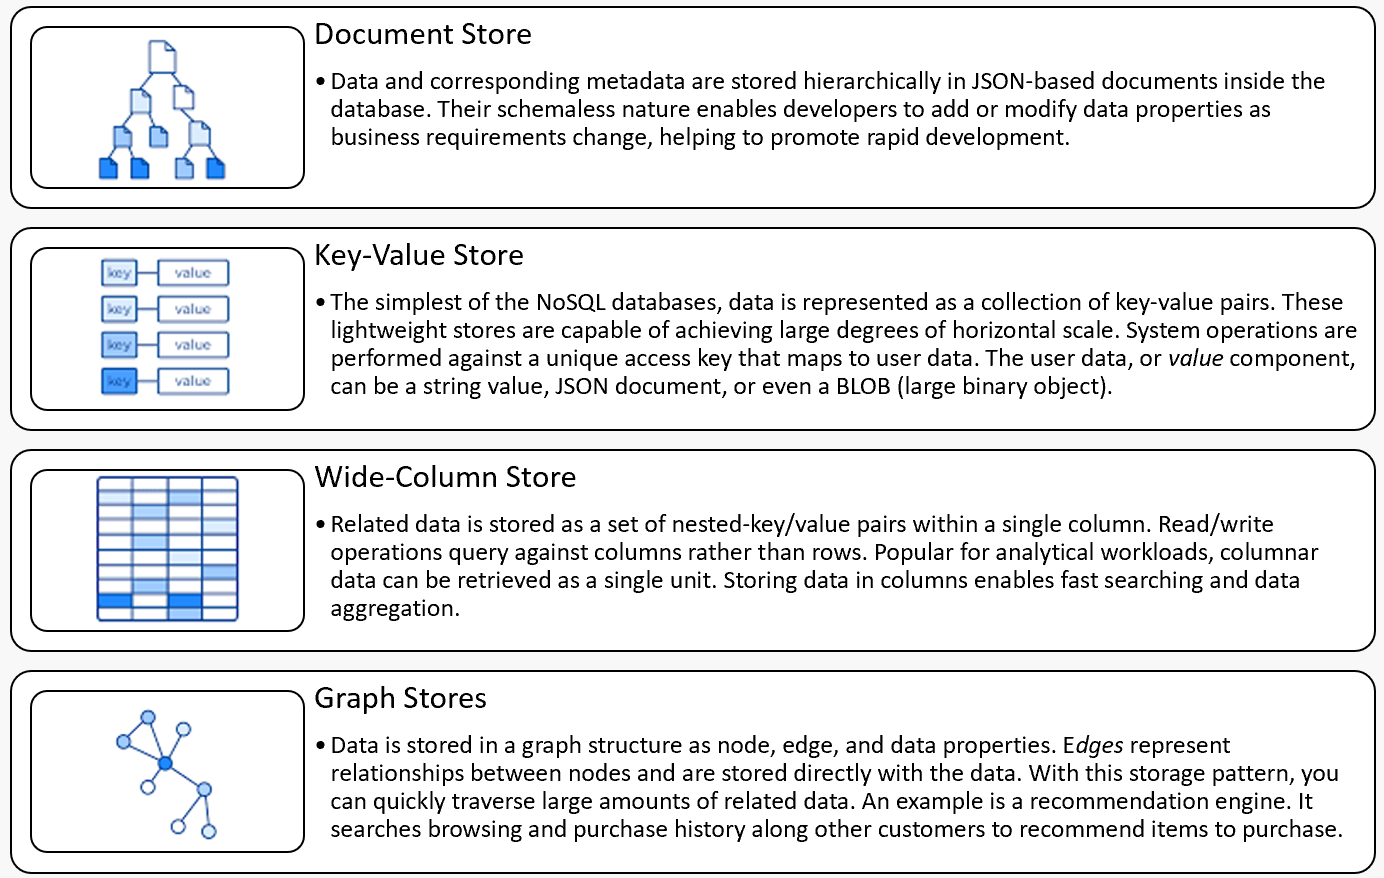 Document Store
• Data and corresponding metadata are stored hierarchically in JSON-based documents inside the
database. Their schemaless nature enables developers to add or modify data properties as
business requirements change, helping to promote rapid development.
Key-Value Store
key value
key value
key value
key value
• The simplest of the NoSQL databases, data is represented as a collection of key-value pairs. These
lightweight stores are capable of achieving large degrees of horizontal scale. System operations are
performed against a unique access key that maps to user data. The user data, or value component,
can be a string value, JSON document, or even a BLOB (large binary object).
Wide-Column Store
• Related data is stored as a set of nested-key/value pairs within a single column. Read/write
operations query against columns rather than rows. Popular for analytical workloads, columnar
data can be retrieved as a single unit. Storing data in columns enables fast searching and data
aggregation.
Graph Stores
• Data is stored in a graph structure as node, edge, and data properties. Edges represent
relationships between nodes and are stored directly with the data. With this storage pattern, you
can quickly traverse large amounts of related data. An example is a recommendation engine. It
searches browsing and purchase history along other customers to recommend items to purchase.